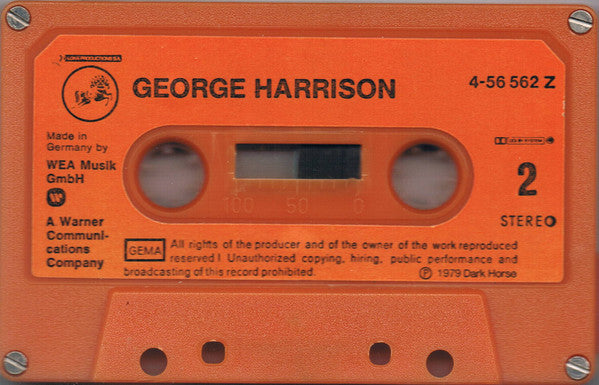 GEORGE HARRISON
4-56 562 Z
Made in
Germany by
WEA Musik
GmbH
A Warner
Communi-
cations
Company
DOLBY SYSTEM
2
STEREO
100 50 0
GEMA
All rights of the producer and of the owner of the work reproduced
reserved! Unauthorized copying, hiring, public performance and
broadcasting of this record prohibited.
Ⓟ 1979 Dark Horse